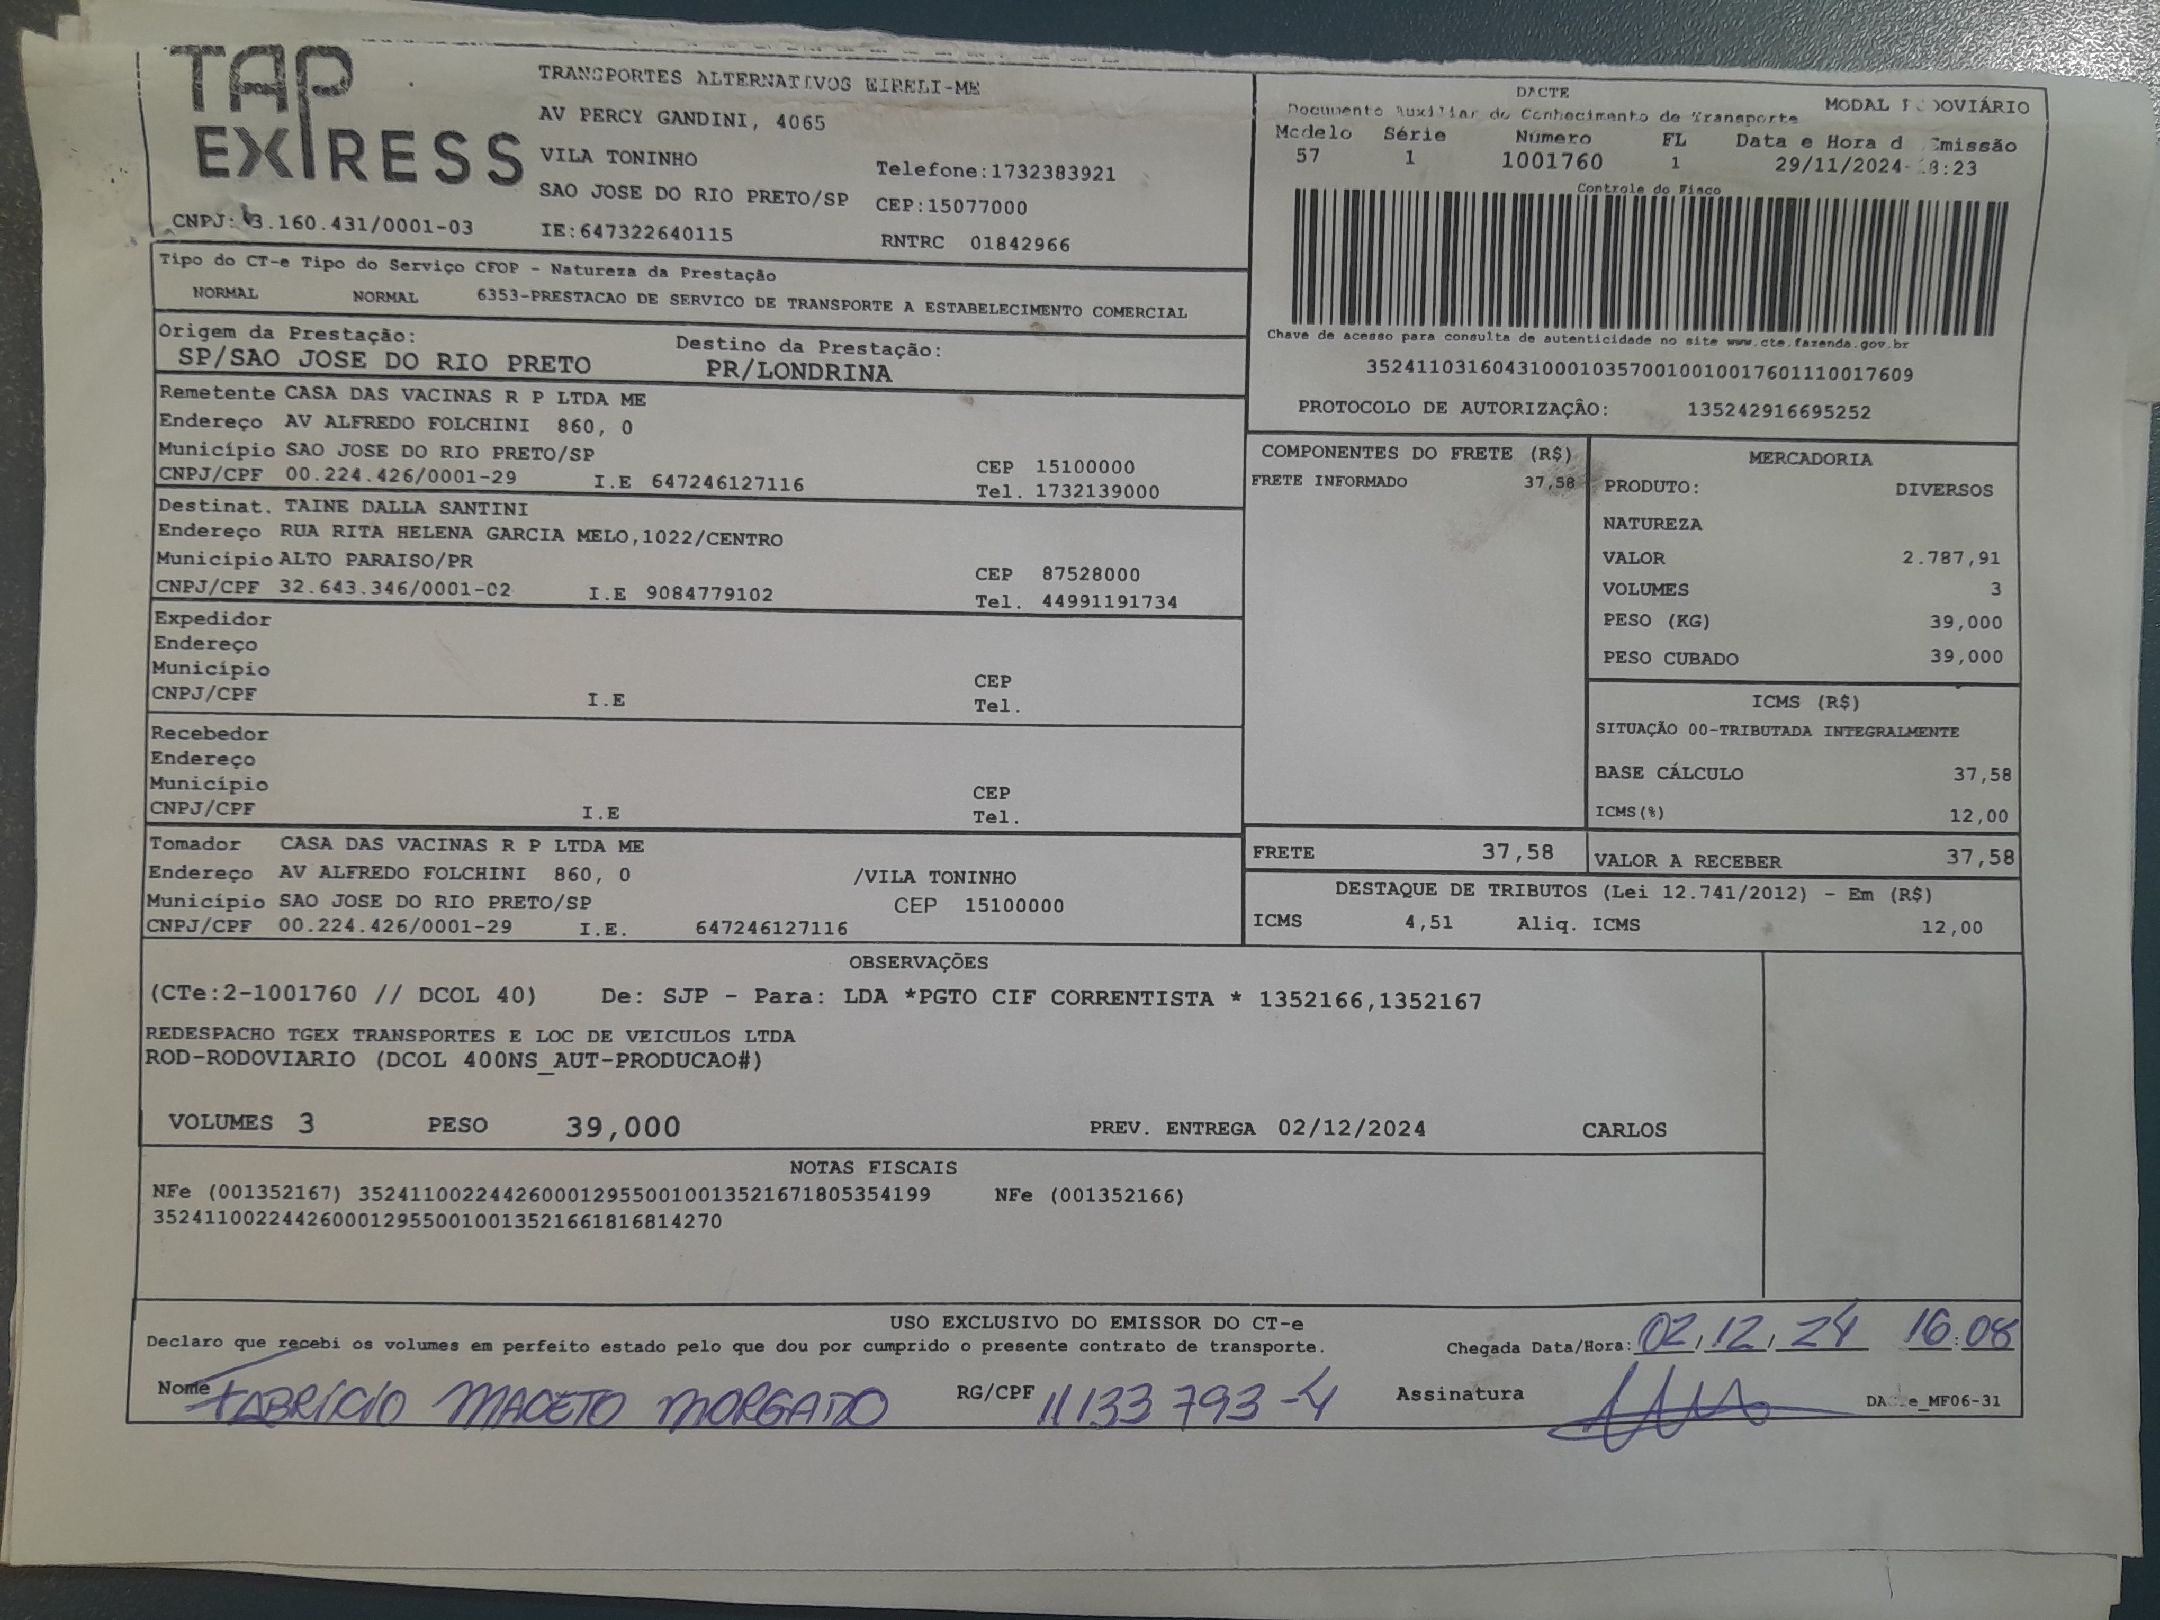 TAP EXPRESS
TRANSPORTES ALTERNATIVOS EIRELI-ME
AV PERCY GANDINI, 4065
VILA TONINHO
Telefone:1732383921
SAO JOSE DO RIO PRETO/SP CEP:15077000
CNPJ: 3.160.431/0001-03 IE:647322640115 RNTRC 01842966
DACTE MODAL RODOVIÁRIO
Documento Auxiliar do Conhecimento de Transporte
Modelo Série Número FL Data e Hora d Emissão
57 1 1001760 1 29/11/2024- 8:23
Controle do Fisco
Chave de acesso para consulta de autenticidade no site www.cte.fazenda.gov.br
35241103160431000103570010010017601110017609
PROTOCOLO DE AUTORIZAÇÂO: 135242916695252
Tipo do CT-e Tipo do Serviço CFOP - Natureza da Prestação
NORMAL NORMAL 6353-PRESTACAO DE SERVICO DE TRANSPORTE A ESTABELECIMENTO COMERCIAL
Origem da Prestação: Destino da Prestação:
SP/SAO JOSE DO RIO PRETO PR/LONDRINA
Remetente CASA DAS VACINAS R P LTDA ME
Endereço AV ALFREDO FOLCHINI 860, 0
Município SAO JOSE DO RIO PRETO/SP CEP 15100000
CNPJ/CPF 00.224.426/0001-29 I.E 647246127116 Tel. 1732139000
Destinat. TAINE DALLA SANTINI
Endereço RUA RITA HELENA GARCIA MELO,1022/CENTRO
Município ALTO PARAISO/PR CEP 87528000
CNPJ/CPF 32.643.346/0001-02 I.E 9084779102 Tel. 44991191734
Expedidor
Endereço
Município CEP
CNPJ/CPF I.E Tel.
Recebedor
Endereço
Município CEP
CNPJ/CPF I.E Tel.
Tomador CASA DAS VACINAS R P LTDA ME
Endereço AV ALFREDO FOLCHINI 860, 0 /VILA TONINHO
Município SAO JOSE DO RIO PRETO/SP CEP 15100000
CNPJ/CPF 00.224.426/0001-29 I.E. 647246127116
COMPONENTES DO FRETE (R$)
FRETE INFORMADO 37,58
MERCADORIA
PRODUTO: DIVERSOS
NATUREZA
VALOR 2.787,91
VOLUMES 3
PESO (KG) 39,000
PESO CUBADO 39,000
ICMS (R$)
SITUAÇÃO 00-TRIBUTADA INTEGRALMENTE
BASE CÁLCULO 37,58
ICMS(%) 12,00
FRETE 37,58 VALOR A RECEBER 37,58
DESTAQUE DE TRIBUTOS (Lei 12.741/2012) - Em (R$)
ICMS 4,51 Aliq. ICMS 12,00
OBSERVAÇÕES
(CTe:2-1001760 // DCOL 40) De: SJP - Para: LDA *PGTO CIF CORRENTISTA * 1352166,1352167
REDESPACHO TGEX TRANSPORTES E LOC DE VEICULOS LTDA
ROD-RODOVIARIO (DCOL 400NS_AUT-PRODUCAO#)
VOLUMES 3 PESO 39,000 PREV. ENTREGA 02/12/2024 CARLOS
NOTAS FISCAIS
NFe (001352167) 35241100224426000129550010013521671805354199 NFe (001352166)
35241100224426000129550010013521661816814270
USO EXCLUSIVO DO EMISSOR DO CT-e
Declaro que recebi os volumes em perfeito estado pelo que dou por cumprido o presente contrato de transporte. Chegada Data/Hora: 02/12/24 16:08
Nome FABRÍCIO MACETO MORGADO RG/CPF 11133793-4 Assinatura
MF06-31